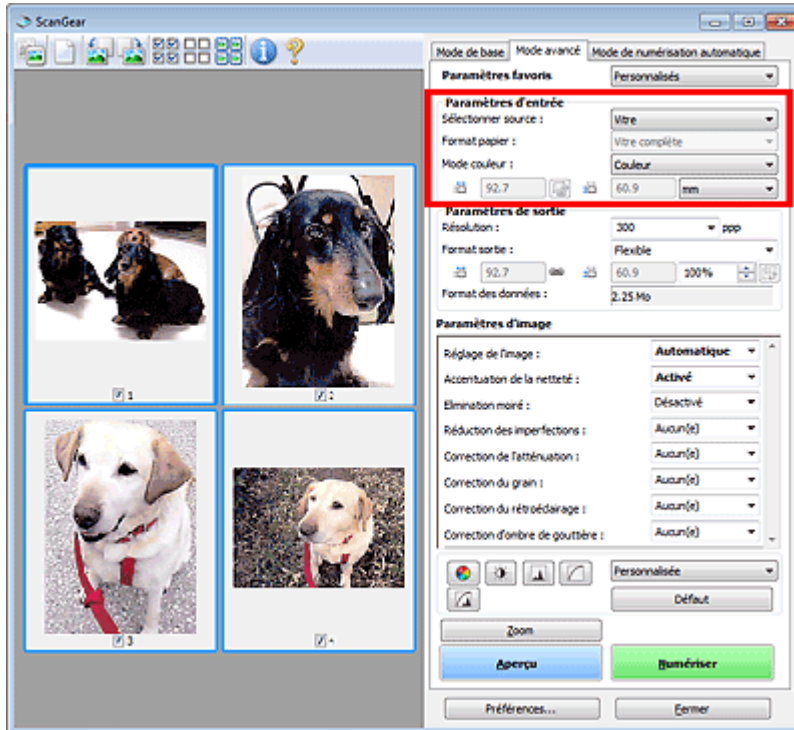 ScanGear
Mode de base Mode avancé Mode de numérisation automatique
Paramètres favoris Personnalisés
Paramètres d'entrée
Sélectionner source : Vitre
Format papier : Vitre complète
Mode couleur : Couleur
92.7 60.9 mm
Paramètres de sortie
Résolution : 300 ppp
Format sortie : Flexible
92.7 60.9 100%
Format des données : 2.25 Mo
Paramètres d'image
Réglage de l'image : Automatique
Accentuation de la netteté : Activé
Elimination moiré : Désactivé
Réduction des imperfections : Aucun(e)
Correction de l'atténuation : Aucun(e)
Correction du grain : Aucun(e)
Correction du rétroéclairage : Aucun(e)
Correction d'ombre de gouttière : Aucun(e)
Personnalisée
Défaut
Zoom
Aperçu Numériser
Préférences... Fermer
1
2
3
4